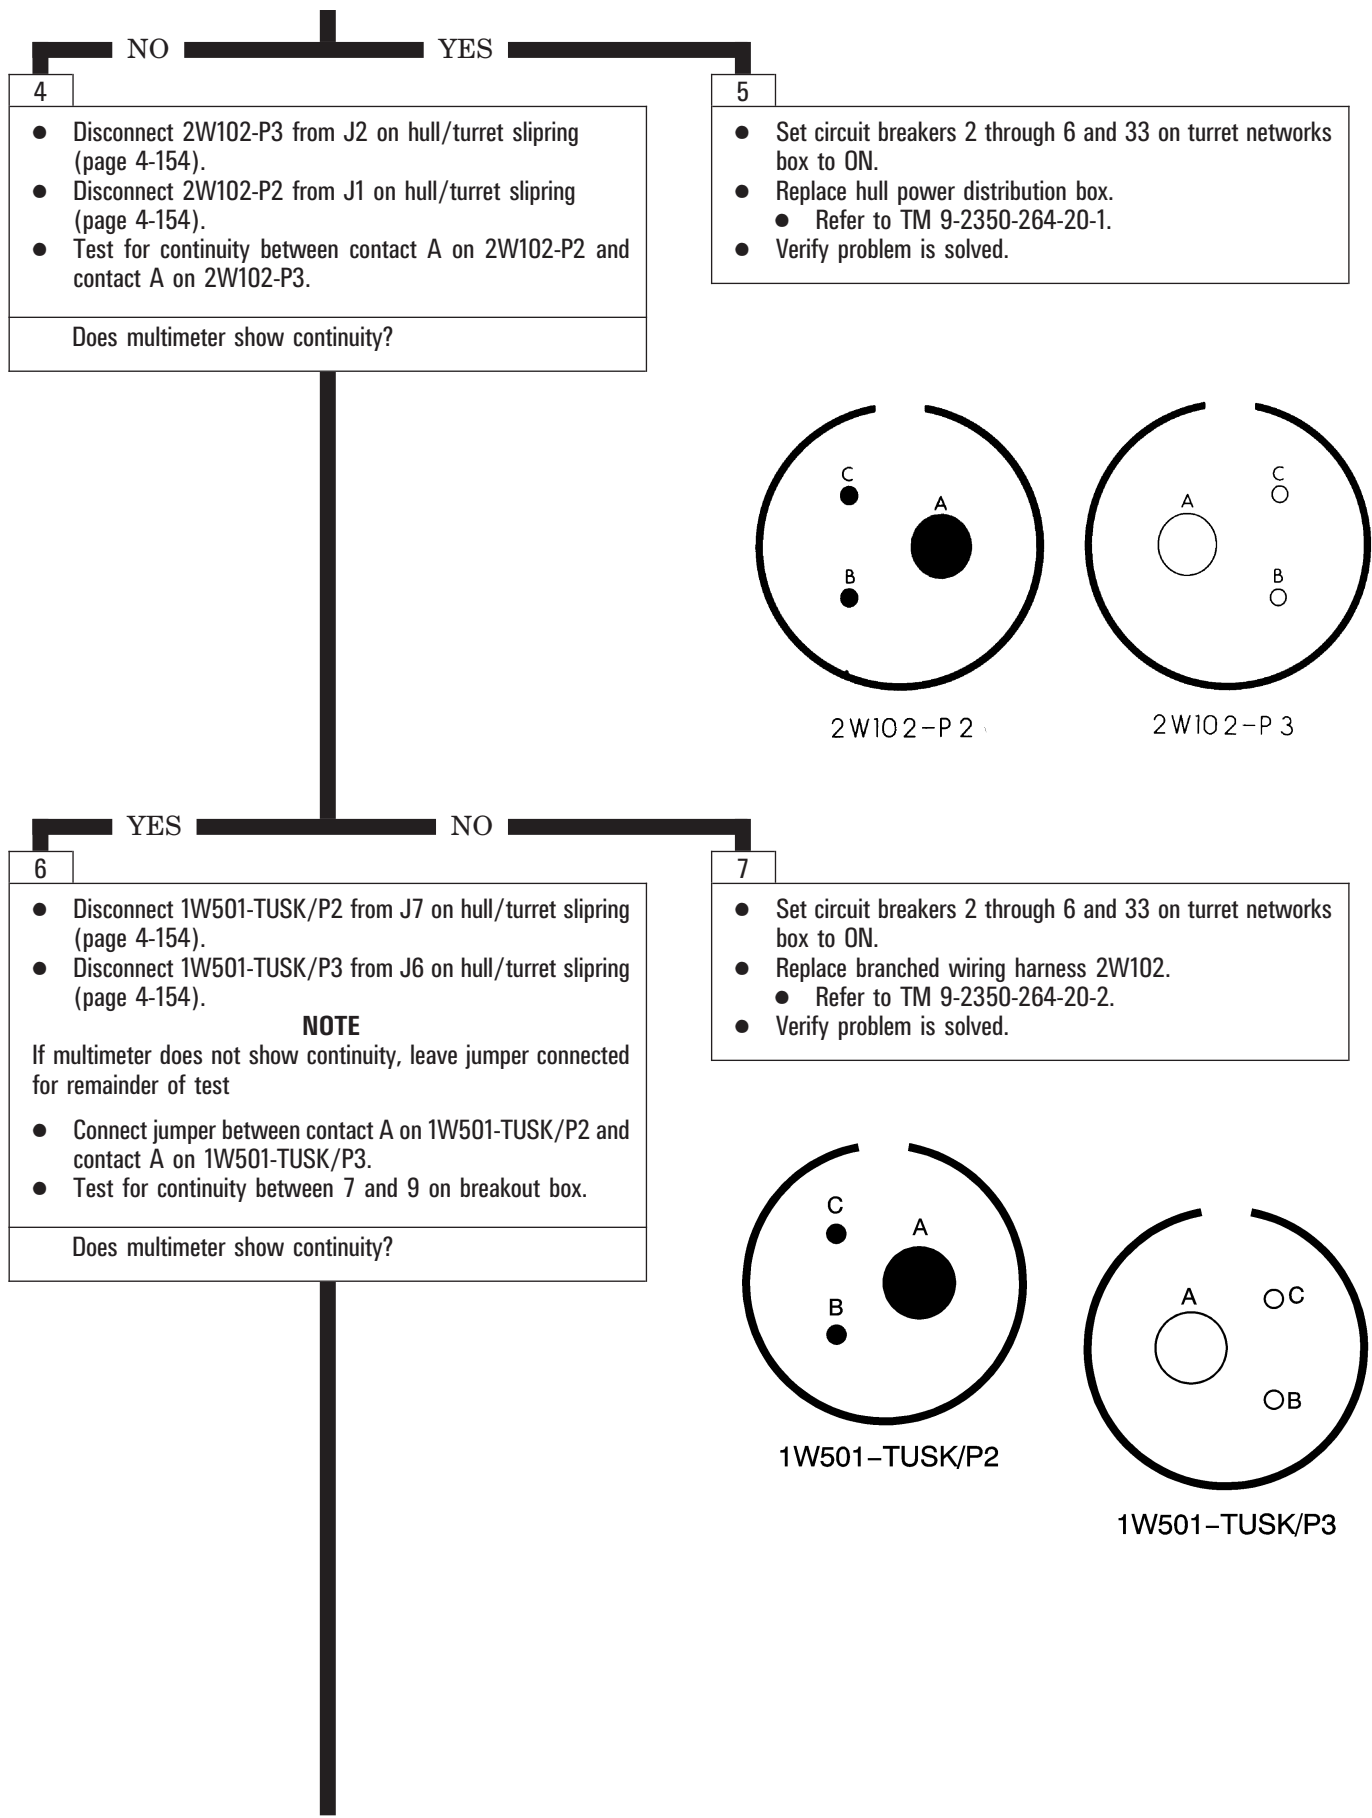 NO YES
4
● Disconnect 2W102-P3 from J2 on hull/turret slipring
(page 4-154).
● Disconnect 2W102-P2 from J1 on hull/turret slipring
(page 4-154).
● Test for continuity between contact A on 2W102-P2 and
contact A on 2W102-P3.
Does multimeter show continuity?
5
● Set circuit breakers 2 through 6 and 33 on turret networks
box to ON.
● Replace hull power distribution box.
● Refer to TM 9-2350-264-20-1.
● Verify problem is solved.
C
A
B
2W102-P2
A
C
B
2W102-P3
YES NO
6
● Disconnect 1W501-TUSK/P2 from J7 on hull/turret slipring
(page 4-154).
● Disconnect 1W501-TUSK/P3 from J6 on hull/turret slipring
(page 4-154).
NOTE
If multimeter does not show continuity, leave jumper connected
for remainder of test
● Connect jumper between contact A on 1W501-TUSK/P2 and
contact A on 1W501-TUSK/P3.
● Test for continuity between 7 and 9 on breakout box.
Does multimeter show continuity?
7
● Set circuit breakers 2 through 6 and 33 on turret networks
box to ON.
● Replace branched wiring harness 2W102.
● Refer to TM 9-2350-264-20-2.
● Verify problem is solved.
C
A
B
1W501–TUSK/P2
A
C
B
1W501–TUSK/P3